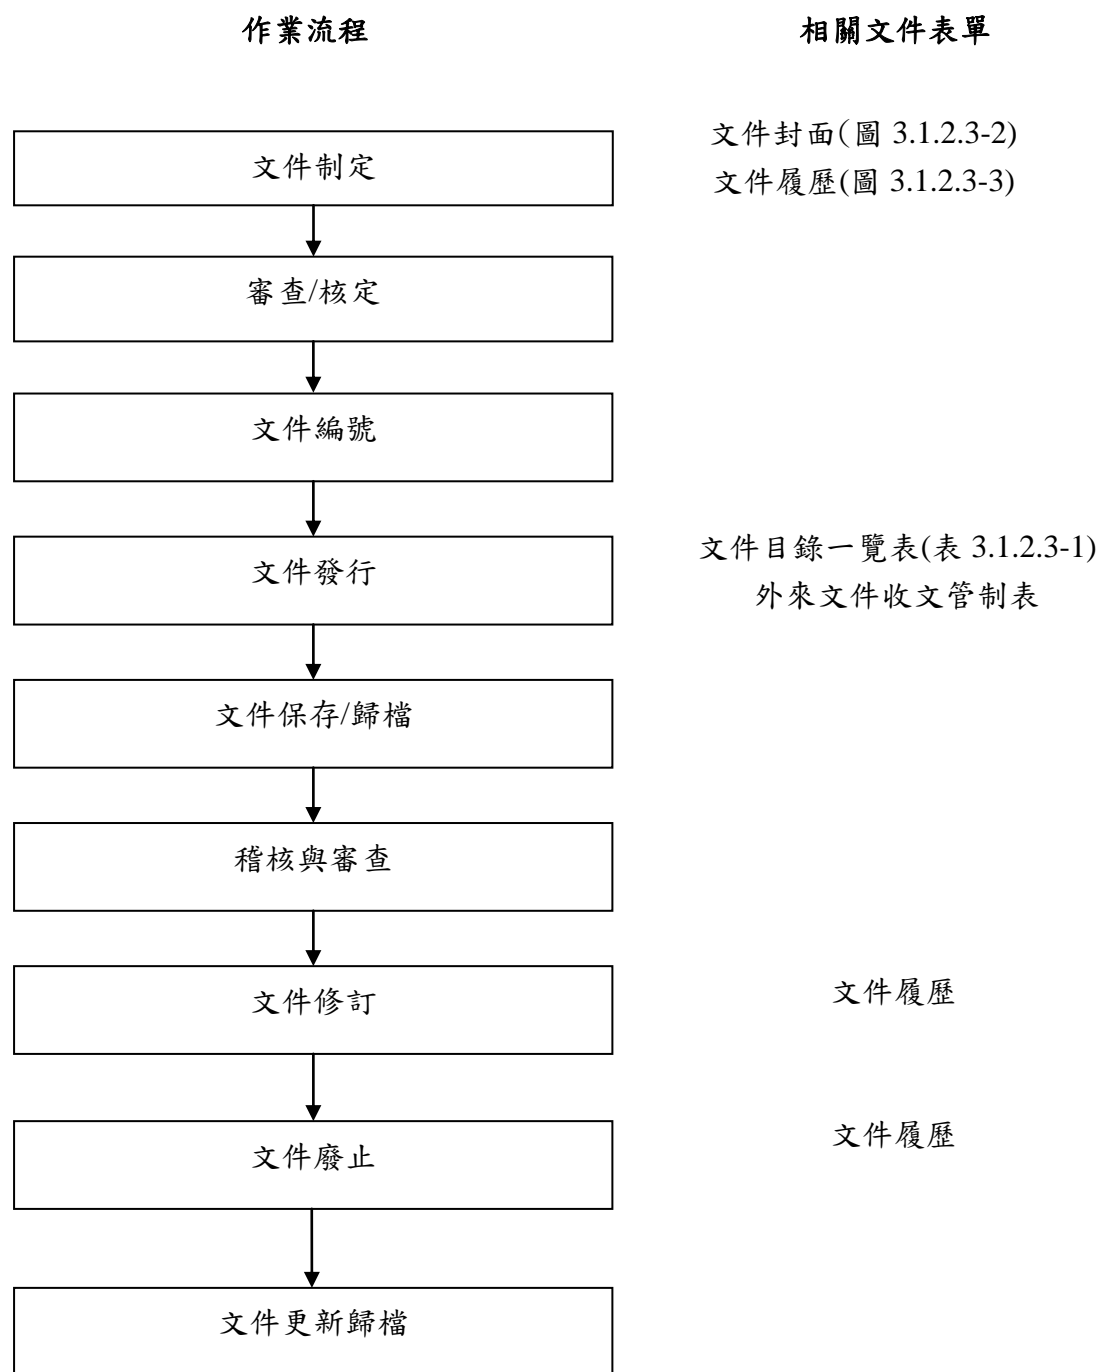 作業流程
相關文件表單
文件制定
文件封面(圖 3.1.2.3-2)
文件履歷(圖 3.1.2.3-3)
審查/核定
文件編號
文件發行
文件目錄一覽表(表 3.1.2.3-1)
外來文件收文管制表
文件保存/歸檔
稽核與審查
文件修訂
文件履歷
文件廢止
文件履歷
文件更新歸檔